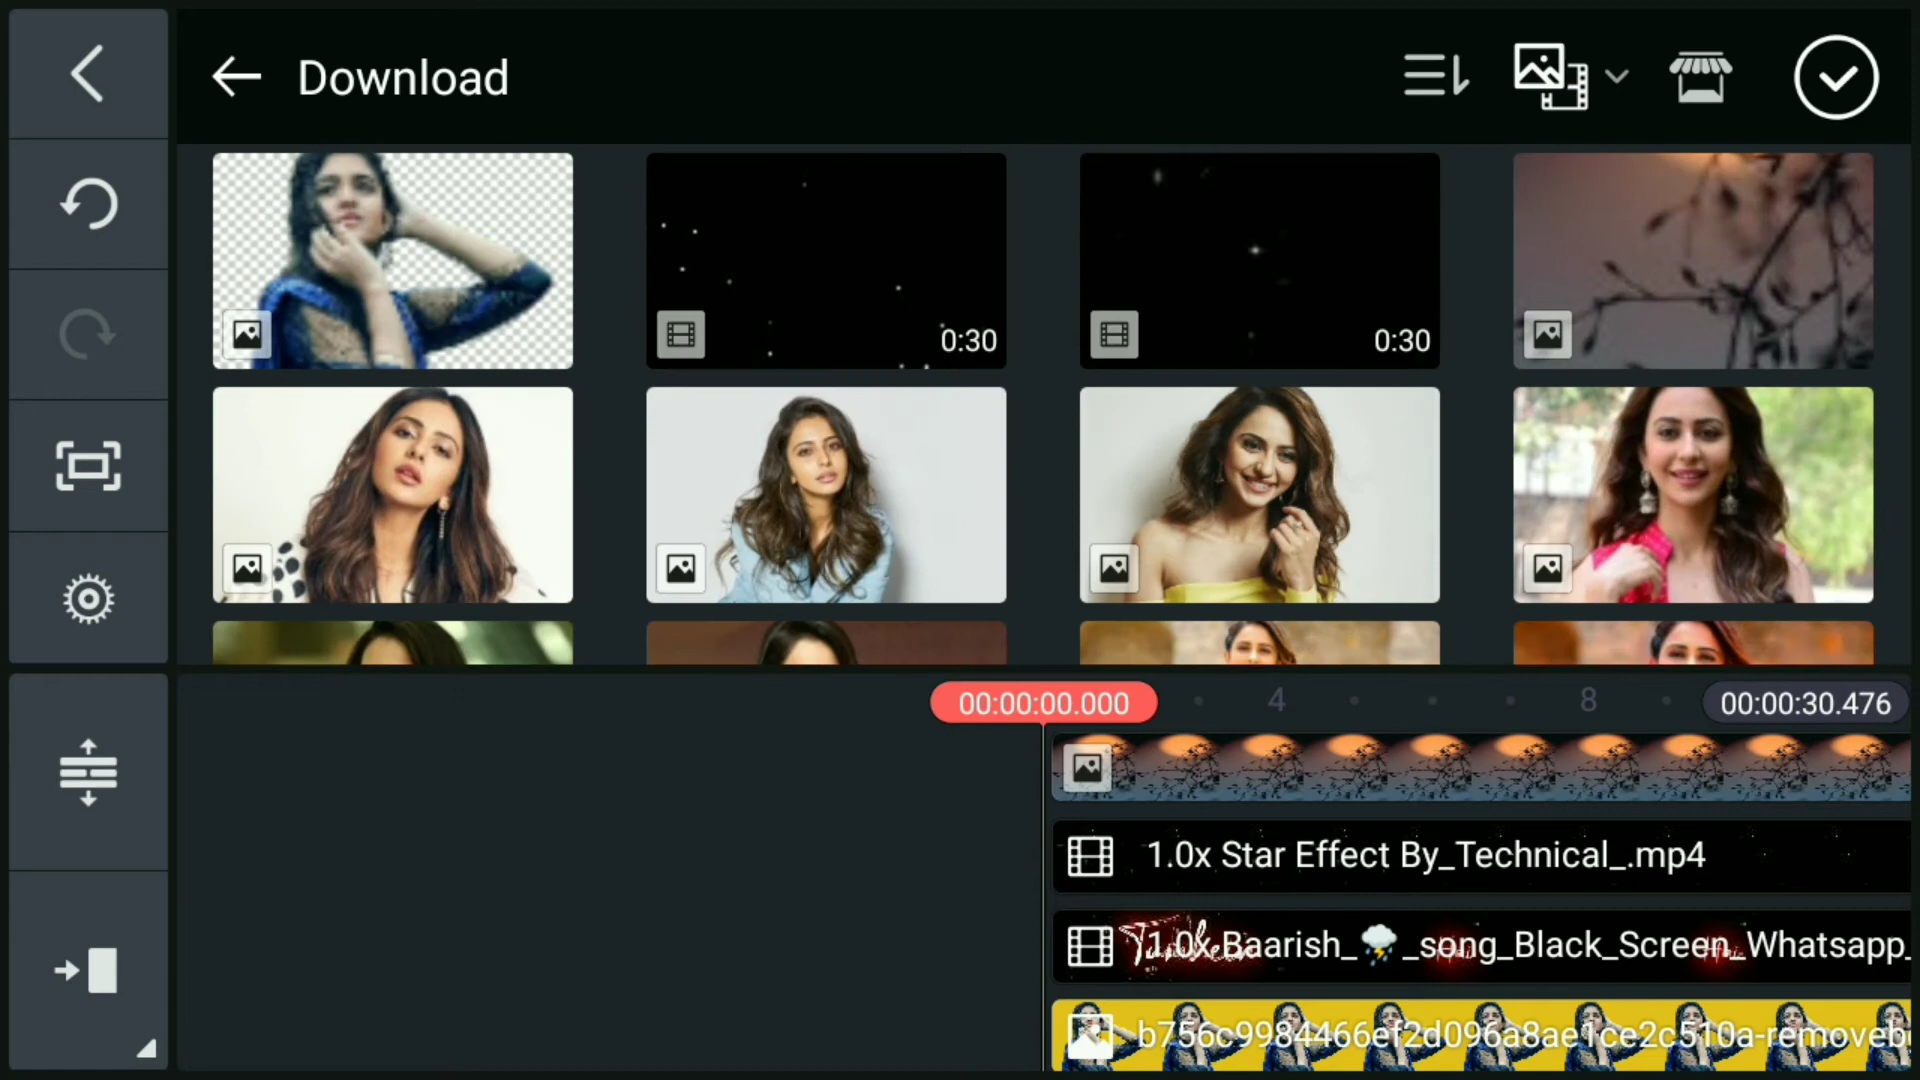 Download
0:30
0:30
00:00:00.000
4
8
00:00:30.476
1.0x Star Effect By_Technical_.mp4
1.0x Baarish_⛈️_song_Black_Screen_Whatsapp_
b756c9984466ef2d096a8ae1ce2c510a-removeb